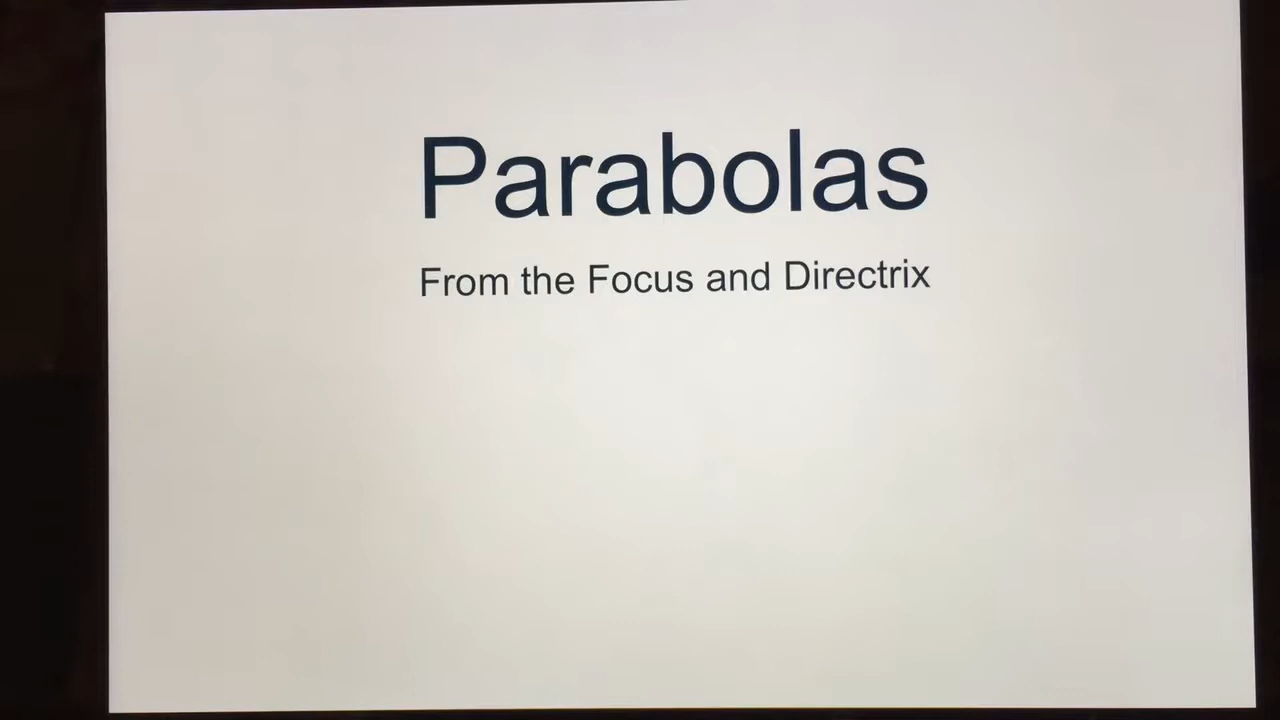 Parabolas
From the Focus and Directrix